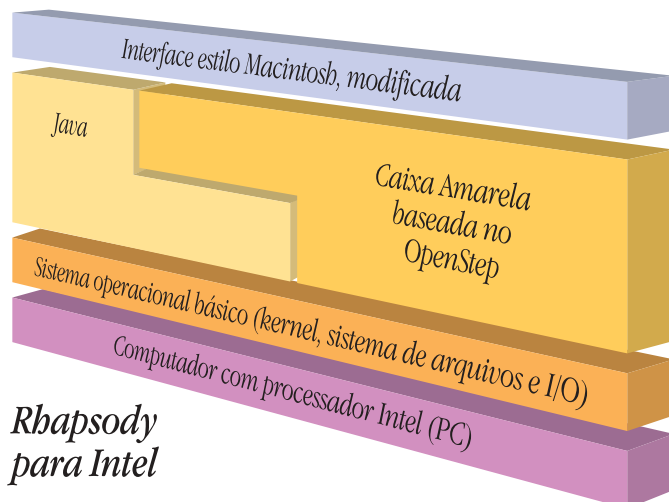 Interface estilo Macintosh, modificada
Java
Caixa Amarela
baseada no
OpenStep
Sistema operacional básico (kernel, sistema de arquivos e I/O)
Computador com processador Intel (PC)
Rhapsody
para Intel